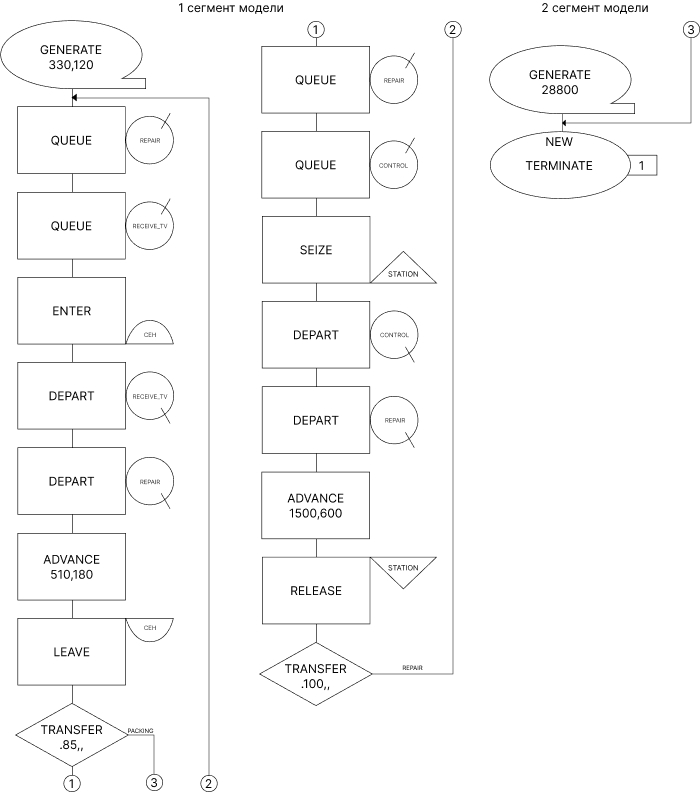 1 сегмент модели
GENERATE
330,120
QUEUE
REPAIR
QUEUE
RECEIVE_TV
ENTER
CEH
DEPART
RECEIVE_TV
DEPART
REPAIR
ADVANCE
510,180
LEAVE
CEH
TRANSFER
.85,,
PACKING
1
3
2
1
QUEUE
REPAIR
QUEUE
CONTROL
SEIZE
STATION
DEPART
CONTROL
DEPART
REPAIR
ADVANCE
1500,600
RELEASE
STATION
TRANSFER
.100,,
REPAIR
2
2 сегмент модели
3
GENERATE
28800
NEW
TERMINATE
1